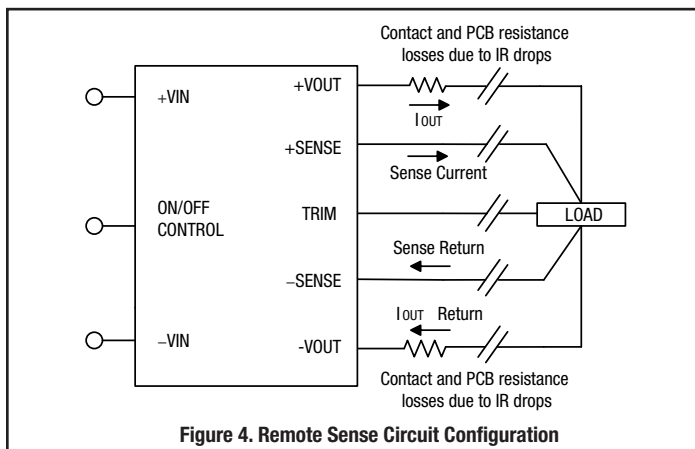 Contact and PCB resistance
losses due to IR drops
+VOUT
+VIN
IOUT
+SENSE
Sense Current
ON/OFF
CONTROL
TRIM
LOAD
Sense Return
−SENSE
IOUT Return
−VIN
-VOUT
Contact and PCB resistance
losses due to IR drops
Figure 4. Remote Sense Circuit Configuration